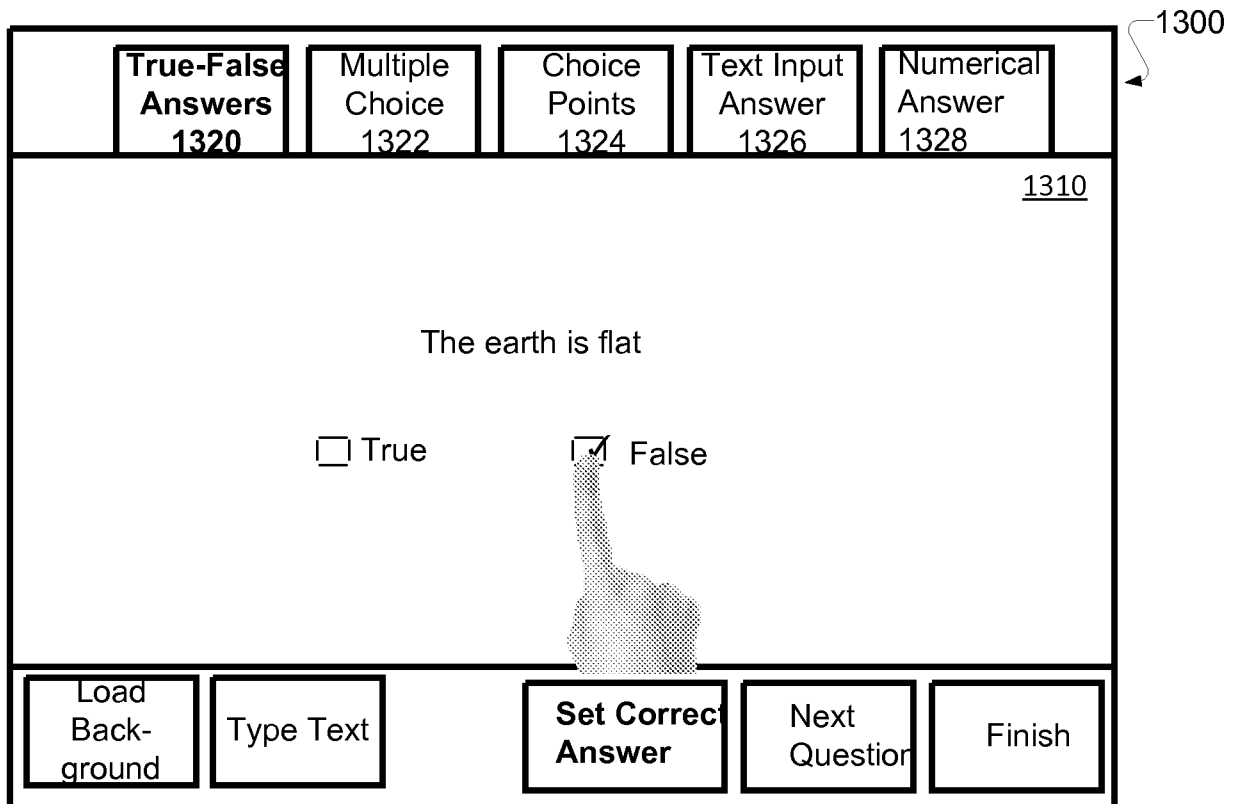 1300
True-False
Answers
1320
Multiple
Choice
1322
Choice
Points
1324
Text Input
Answer
1326
Numerical
Answer
1328
1310
The earth is flat
True
False
Load
Back-
ground
Type Text
Set Correct
Answer
Next
Question
Finish